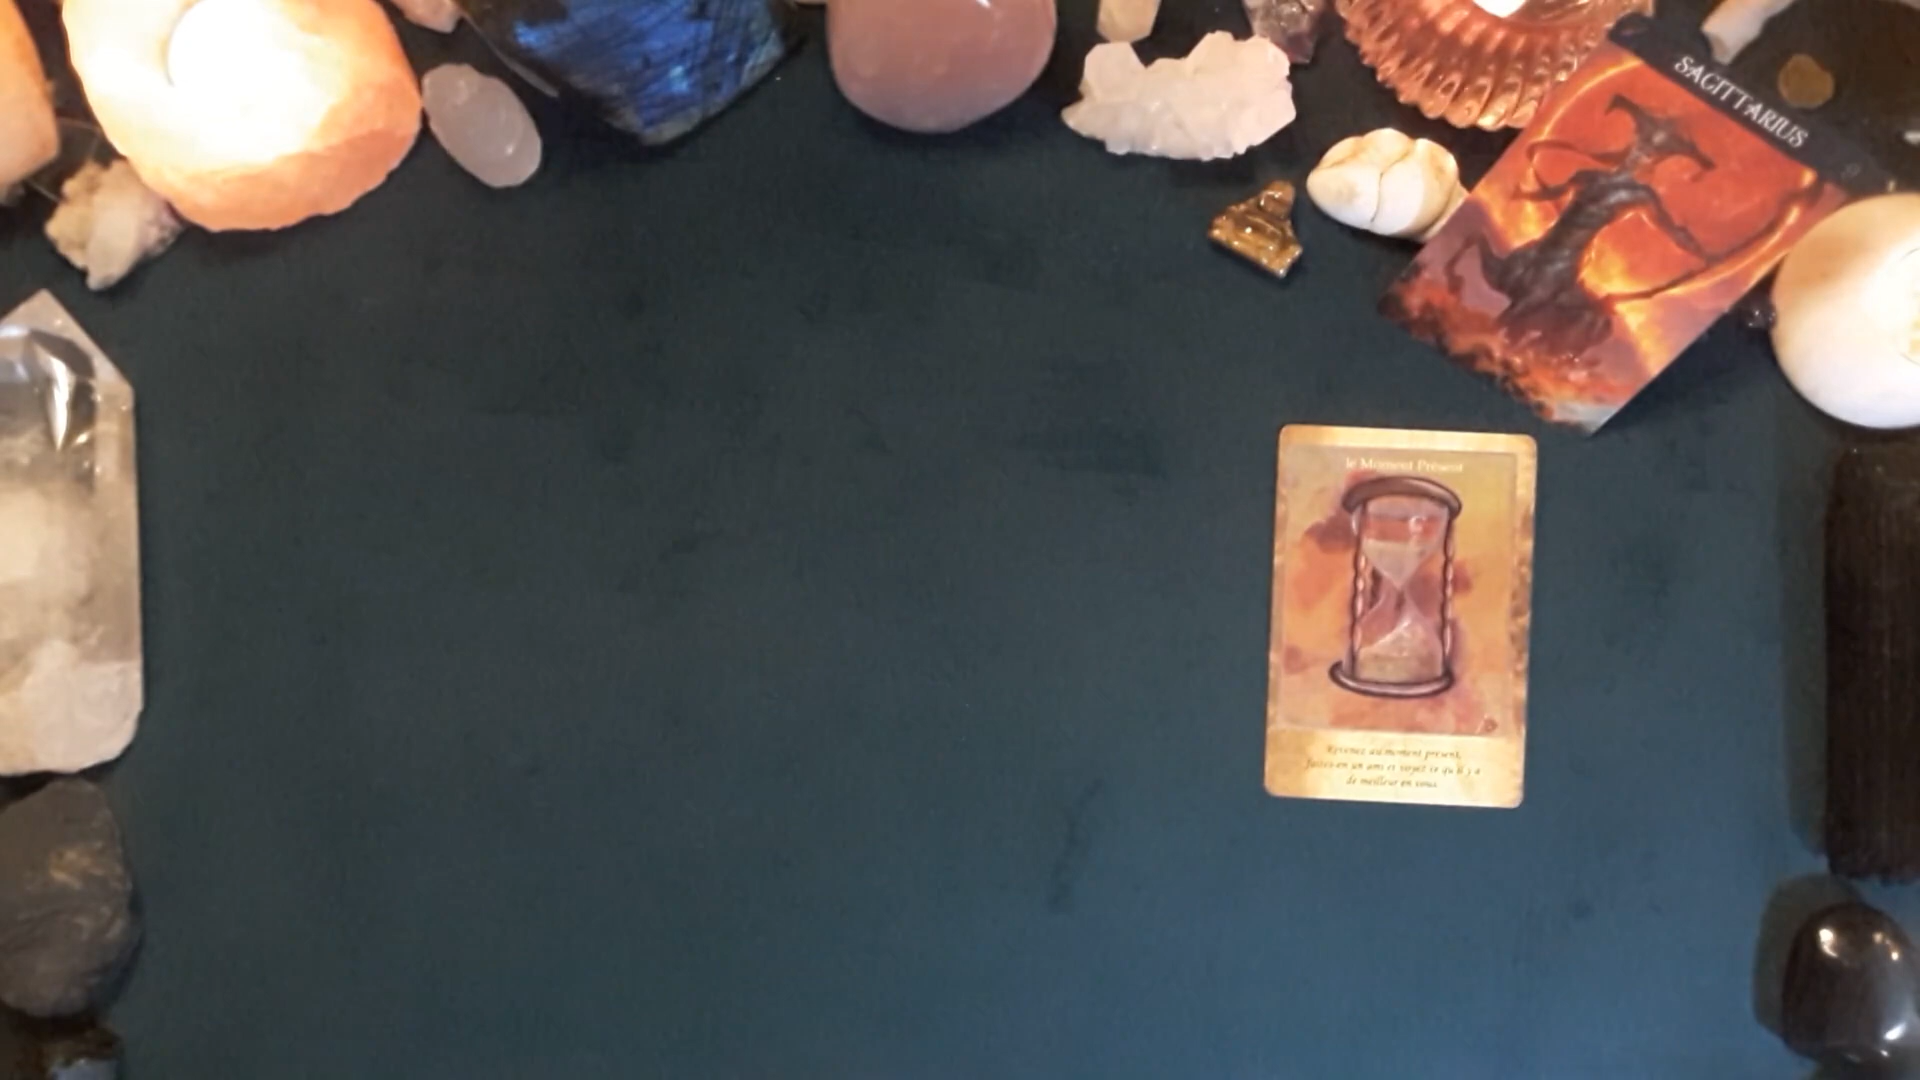 SAGITTARIUS
le Moment Présent
Revenez au moment présent,
faites-en un ami et voyez ce qu'il y a
de meilleur en vous.